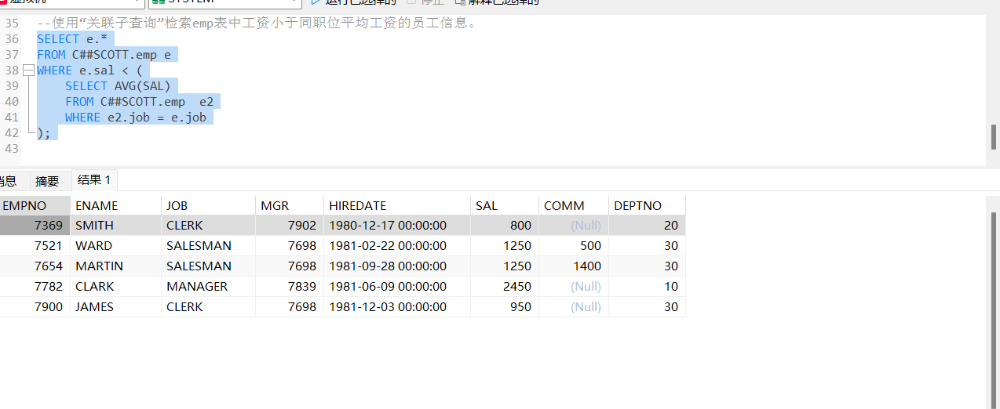 SYSTEM 运行已选择的 停止 解释已选择的
35 --使用“关联子查询”检索emp表中工资小于同职位平均工资的员工信息。
36 SELECT e.*
37 FROM C##SCOTT.emp e
38 WHERE e.sal < (
39 SELECT AVG(SAL)
40 FROM C##SCOTT.emp e2
41 WHERE e2.job = e.job
42 );
43
消息 摘要 结果 1
EMPNO ENAME JOB MGR HIREDATE SAL COMM DEPTNO
7369 SMITH CLERK 7902 1980-12-17 00:00:00 800 (Null) 20
7521 WARD SALESMAN 7698 1981-02-22 00:00:00 1250 500 30
7654 MARTIN SALESMAN 7698 1981-09-28 00:00:00 1250 1400 30
7782 CLARK MANAGER 7839 1981-06-09 00:00:00 2450 (Null) 10
7900 JAMES CLERK 7698 1981-12-03 00:00:00 950 (Null) 30